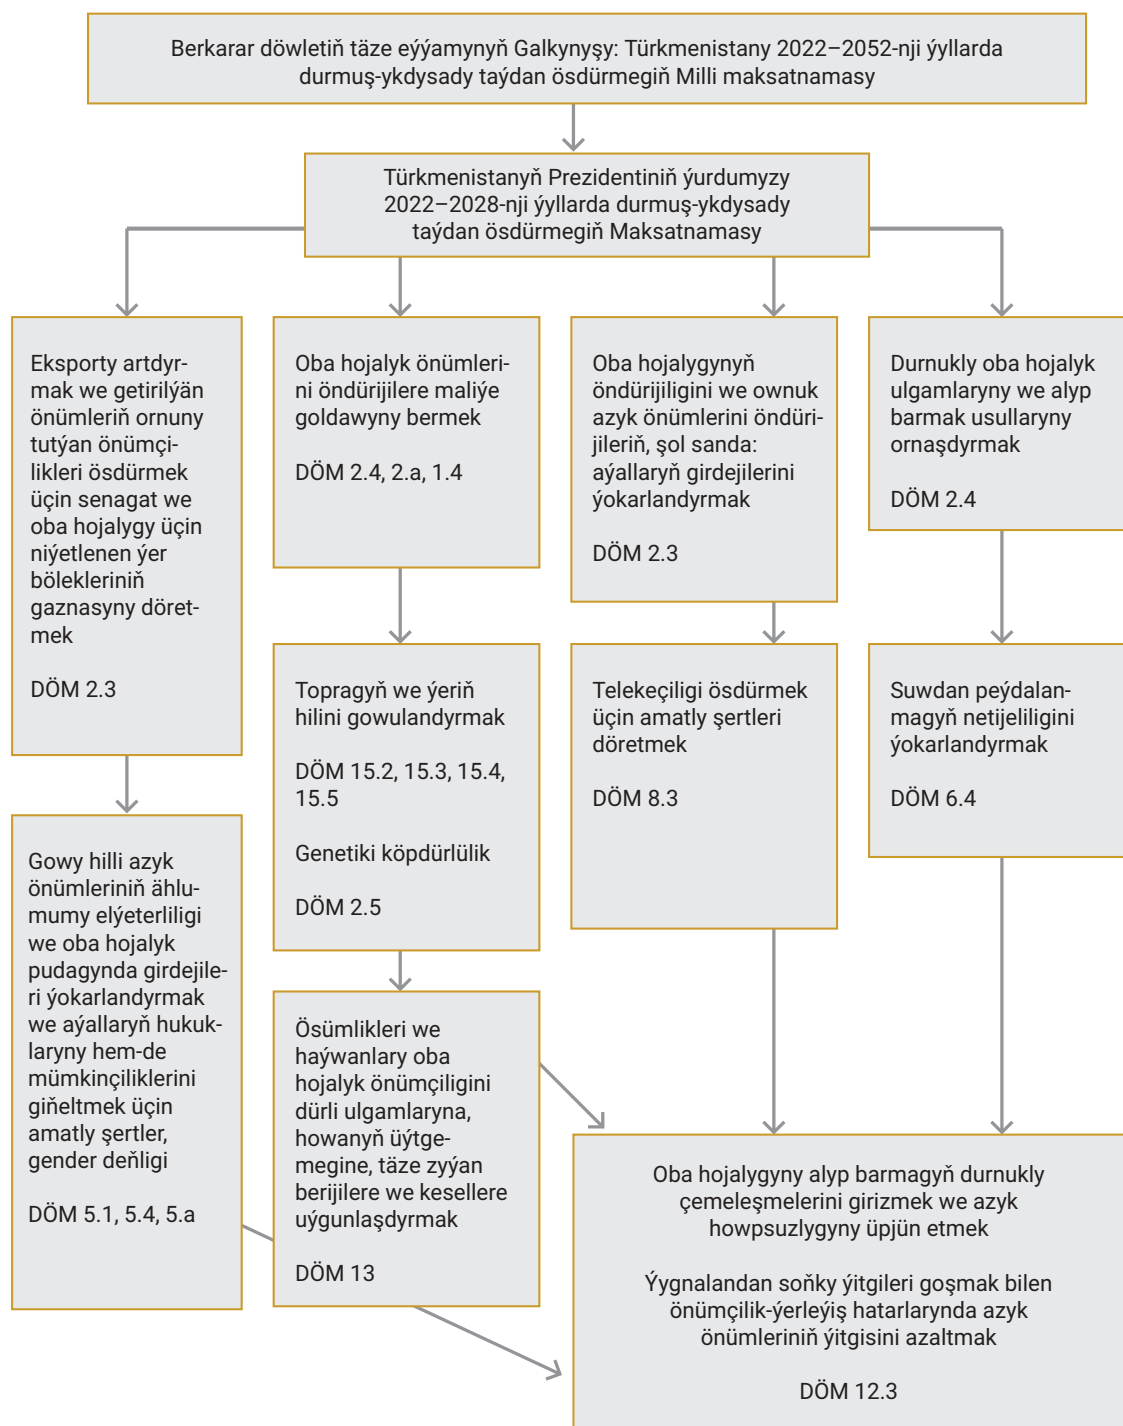 Berkarar döwletiň täze eýýamynyň Galkynyşy: Türkmenistany 2022–2052-nji ýyllarda
durmuş-ykdysady taýdan ösdürmegiň Milli maksatnamasy
Türkmenistanyň Prezidentiniň ýurdumyzy
2022–2028-nji ýyllarda durmuş-ykdysady
taýdan ösdürmegiň Maksatnamasy
Eksporty artdyr-
mak we getirilýän
önümleriň ornuny
tutýan önümçi-
likleri ösdürmek
üçin senagat we
oba hojalygy üçin
niýetlenen ýer
bölekleriniň
gaznasyny döret-
mek
DÖM 2.3
Oba hojalyk önümleri-
ni öndürijilere maliýe
goldawyny bermek
DÖM 2.4, 2.a, 1.4
Oba hojalygynyň
öndürijiligini we ownuk
azyk önümlerini öndüri-
jileriň, şol sanda:
aýallaryň girdejilerini
ýokarlandyrmak
DÖM 2.3
Durnukly oba hojalyk
ulgamlaryny we alyp
barmak usullaryny
ornaşdyrmak
DÖM 2.4
Gowy hilli azyk
önümleriniň ählu-
mumy elýeterliligi
we oba hojalyk
pudagynda girdejile-
ri ýokarlandyrmak
we aýallaryň hukuk-
laryny hem-de
mümkinçiliklerini
giňeltmek üçin
amatly şertler,
gender deňligi
DÖM 5.1, 5.4, 5.a
Topragyň we ýeriň
hilini gowulandyrmak
DÖM 15.2, 15.3, 15.4,
15.5
Genetiki köpdürlülik
DÖM 2.5
Telekeçiligi ösdürmek
üçin amatly şertleri
döretmek
DÖM 8.3
Suwdan peýdalan-
magyň netijeliligini
ýokarlandyrmak
DÖM 6.4
Ösümlikleri we
haýwanlary oba
hojalyk önümçiligini
dürli ulgamlaryna,
howanyň üýtge-
megine, täze zyýan
berijilere we kesellere
uýgunlaşdyrmak
DÖM 13
Oba hojalygyny alyp barmagyň durnukly
çemeleşmelerini girizmek we azyk
howpsuzlygyny üpjün etmek
Ýygnalandan soňky ýitgileri goşmak bilen
önümçilik-ýerleýiş hatarlarynda azyk
önümleriniň ýitgisini azaltmak
DÖM 12.3